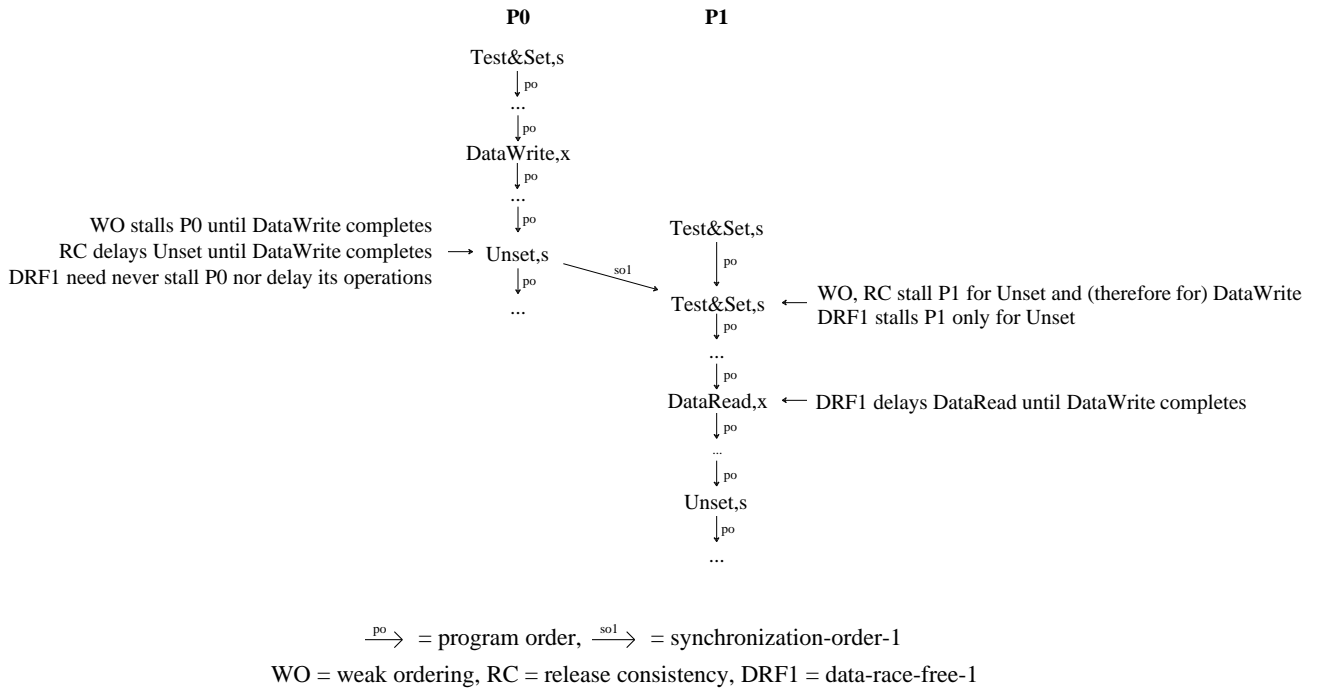 P0 P1
Test&Set,s
po
...
po
DataWrite,x
po
...
WO stalls P0 until DataWrite completes
po
Test&Set,s
RC delays Unset until DataWrite completes
Unset,s
po
so1
DRF1 need never stall P0 nor delay its operations
po
...
Test&Set,s
WO, RC stall P1 for Unset and (therefore for) DataWrite
DRF1 stalls P1 only for Unset
po
...
po
DataRead,x
DRF1 delays DataRead until DataWrite completes
po
...
po
Unset,s
po
...
po = program order, so1 = synchronization-order-1
WO = weak ordering, RC = release consistency, DRF1 = data-race-free-1